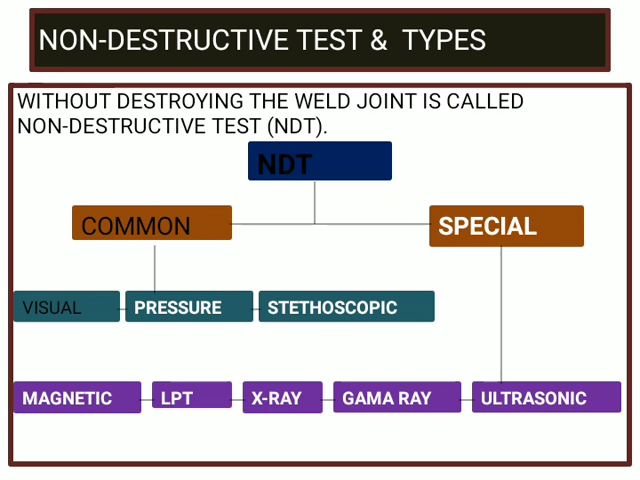 NON-DESTRUCTIVE TEST & TYPES
WITHOUT DESTROYING THE WELD JOINT IS CALLED
NON-DESTRUCTIVE TEST (NDT).
NDT
COMMON
SPECIAL
VISUAL
PRESSURE
STETHOSCOPIC
MAGNETIC
LPT
X-RAY
GAMA RAY
ULTRASONIC